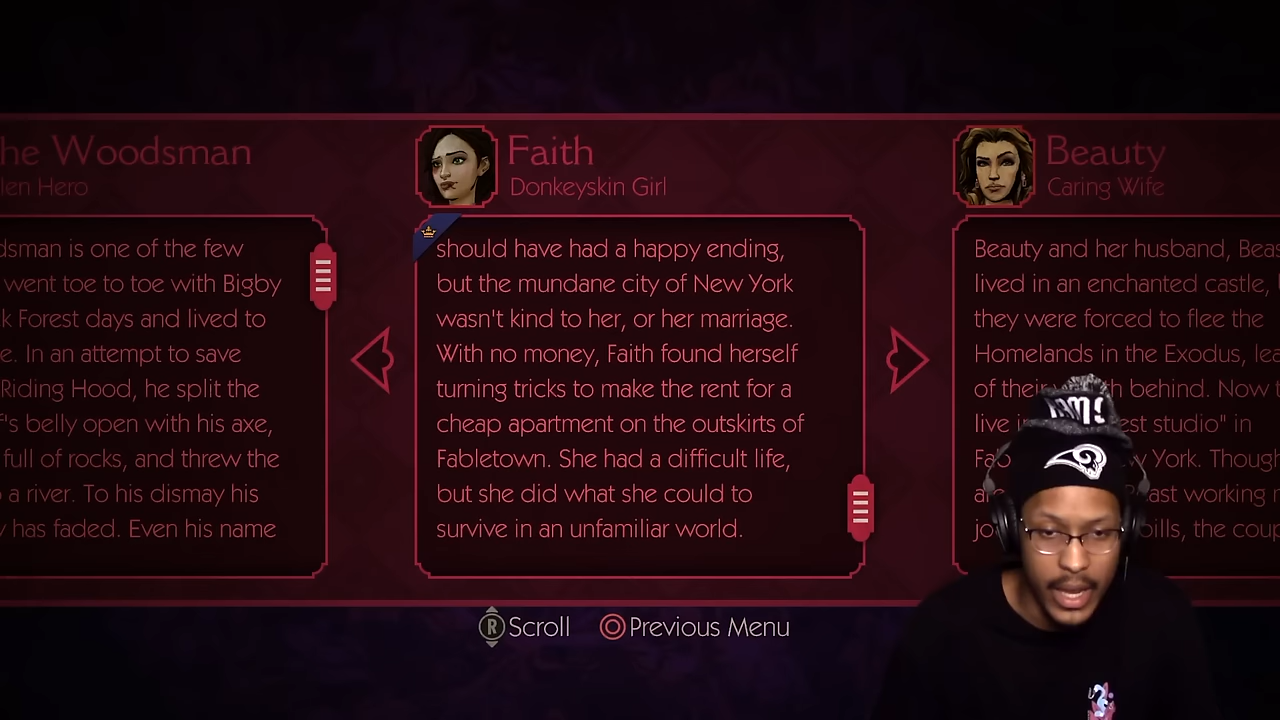 he Woodsman
len Hero
dsman is one of the few
went toe to toe with Bigby
k Forest days and lived to
e. In an attempt to save
Riding Hood, he split the
f's belly open with his axe,
full of rocks, and threw the
a river. To his dismay his
y has faded. Even his name
Faith
Donkeyskin Girl
should have had a happy ending,
but the mundane city of New York
wasn't kind to her, or her marriage.
With no money, Faith found herself
turning tricks to make the rent for a
cheap apartment on the outskirts of
Fabletown. She had a difficult life,
but she did what she could to
survive in an unfamiliar world.
Beauty
Caring Wife
Beauty and her husband, Beas
lived in an enchanted castle,
they were forced to flee the
Homelands in the Exodus, lea
of their behind. Now
live est studio" in
York. Though
ast working
bills, the coup
R Scroll
Previous Menu